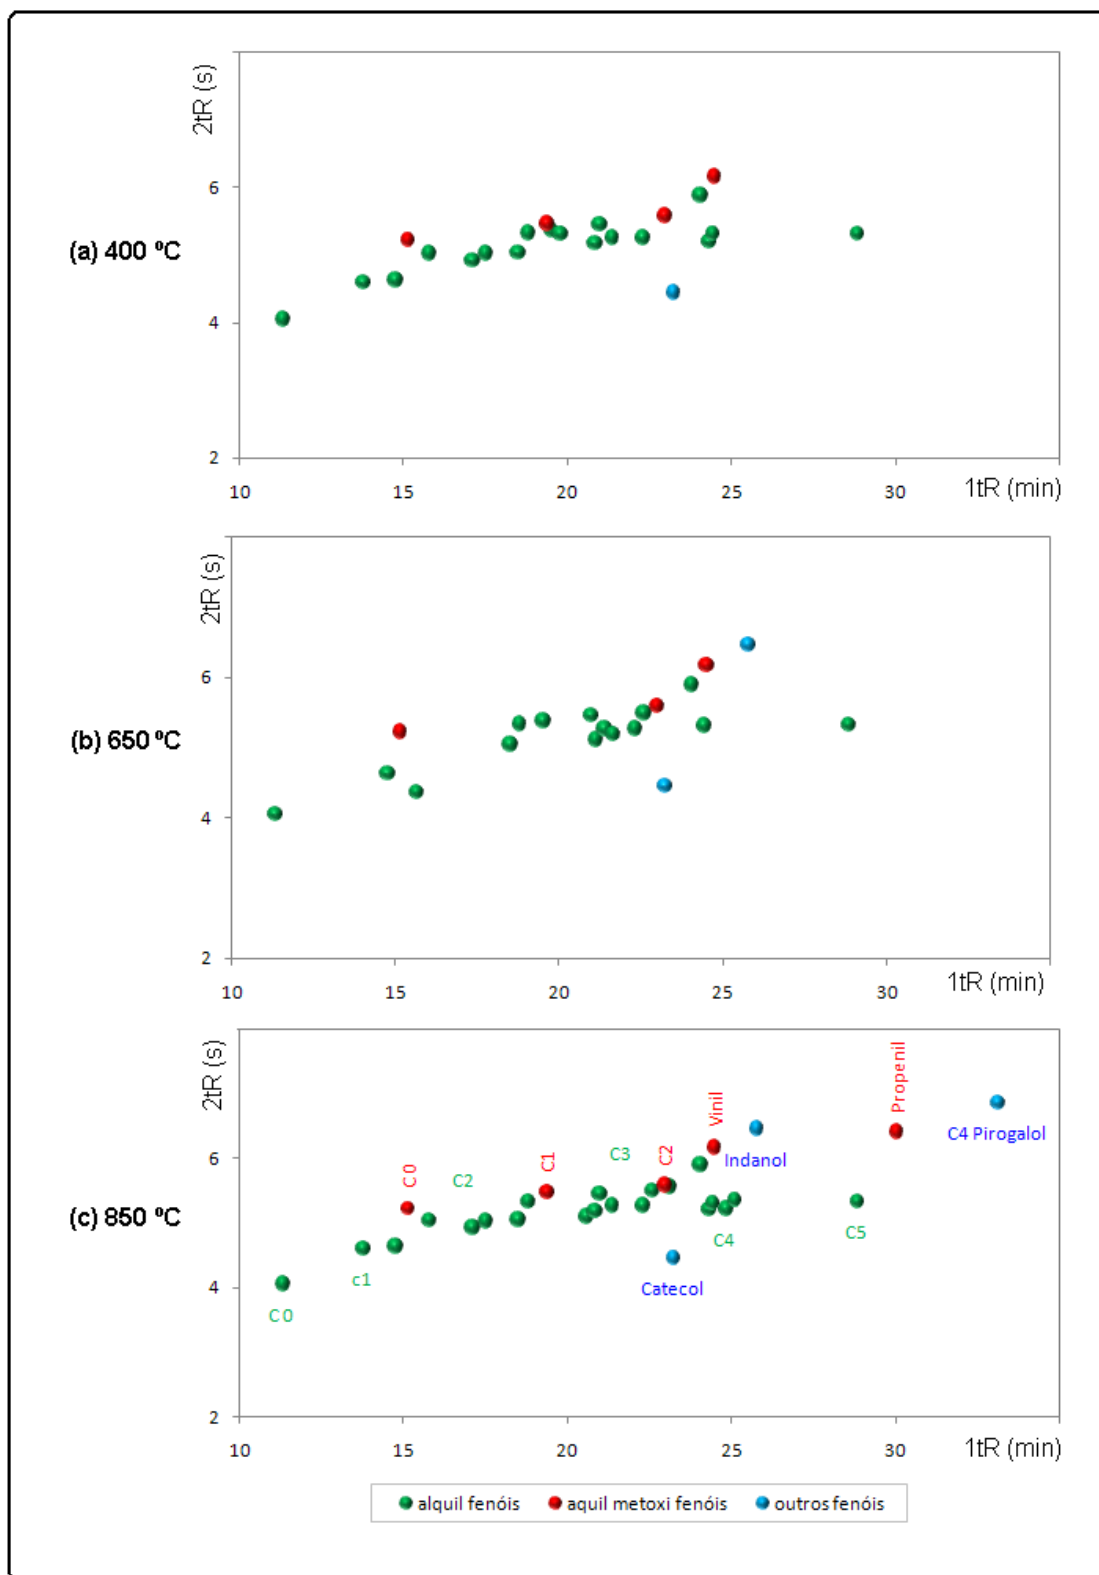 2tR (s)
6
(a) 400 ºC
4
2
10 15 20 25 30 1tR (min)
2tR (s)
6
(b) 650 ºC
4
2
10 15 20 25 30 1tR (min)
2tR (s)
Propenil
Vinil
C4 Pirogalol
Indanol
6
C 0
C2
C1
C3
C2
(c) 850 ºC
C4
C5
c1
4
Catecol
C 0
2
10 15 20 25 30 1tR (min)
alquil fenóis aquil metoxi fenóis outros fenóis